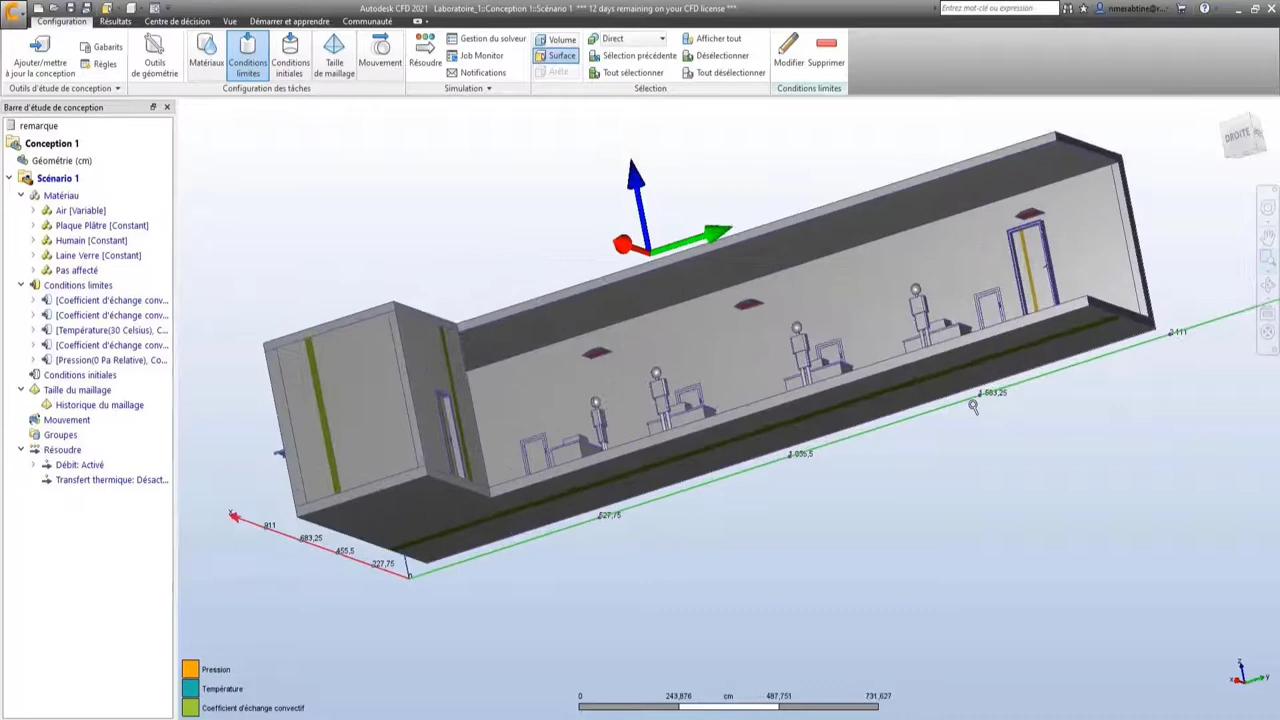 Autodesk CFD 2021   Laboratoire_1::Conception 1::Scénario 1   *** 12 days remaining on your CFD license ***
Entrez mot-clé ou expression
nmerabtine@r...
Configuration
Résultats
Centre de décision
Vue
Démarrer et apprendre
Communauté
Ajouter/mettre
à jour la conception
Gabarits
Règles
Outils
de géométrie
Matériaux
Conditions
limites
Conditions
initiales
Taille
de maillage
Mouvement
Résoudre
Gestion du solveur
Job Monitor
Notifications
Volume
Surface
Arête
Direct
Sélection précédente
Tout sélectionner
Afficher tout
Désélectionner
Tout désélectionner
Modifier
Supprimer
Outils d'étude de conception
Configuration des tâches
Simulation
Sélection
Conditions limites
Barre d'étude de conception
remarque
Conception 1
Géométrie (cm)
Scénario 1
Matériau
Air [Variable]
Plaque Plâtre [Constant]
Humain [Constant]
Laine Verre [Constant]
Pas affecté
Conditions limites
[Coefficient d'échange conv...
[Coefficient d'échange conv...
[Température(30 Celsius), C...
[Coefficient d'échange conv...
[Pression(0 Pa Relative), Co...
Conditions initiales
Taille du maillage
Historique du maillage
Mouvement
Groupes
Résoudre
Débit: Activé
Transfert thermique: Désact...
DROITE
2 111
1 583,25
1 055,5
527,75
X
911
683,25
455,5
227,75
0
Pression
Température
Coefficient d'échange convectif
0
243,876
cm
487,751
731,627
Z
X
Y